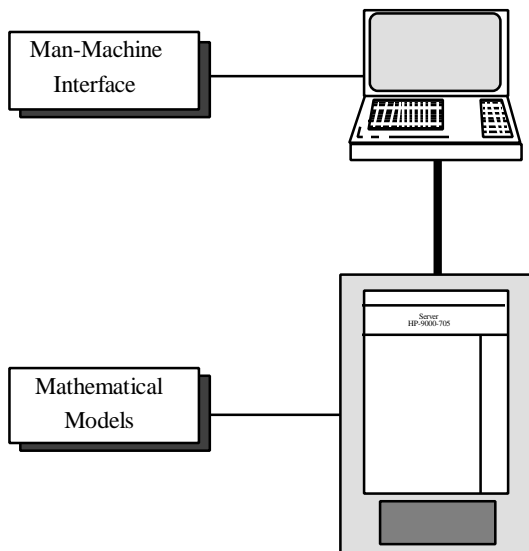 Man-Machine
Interface
Server
HP-9000-705
Mathematical
Models